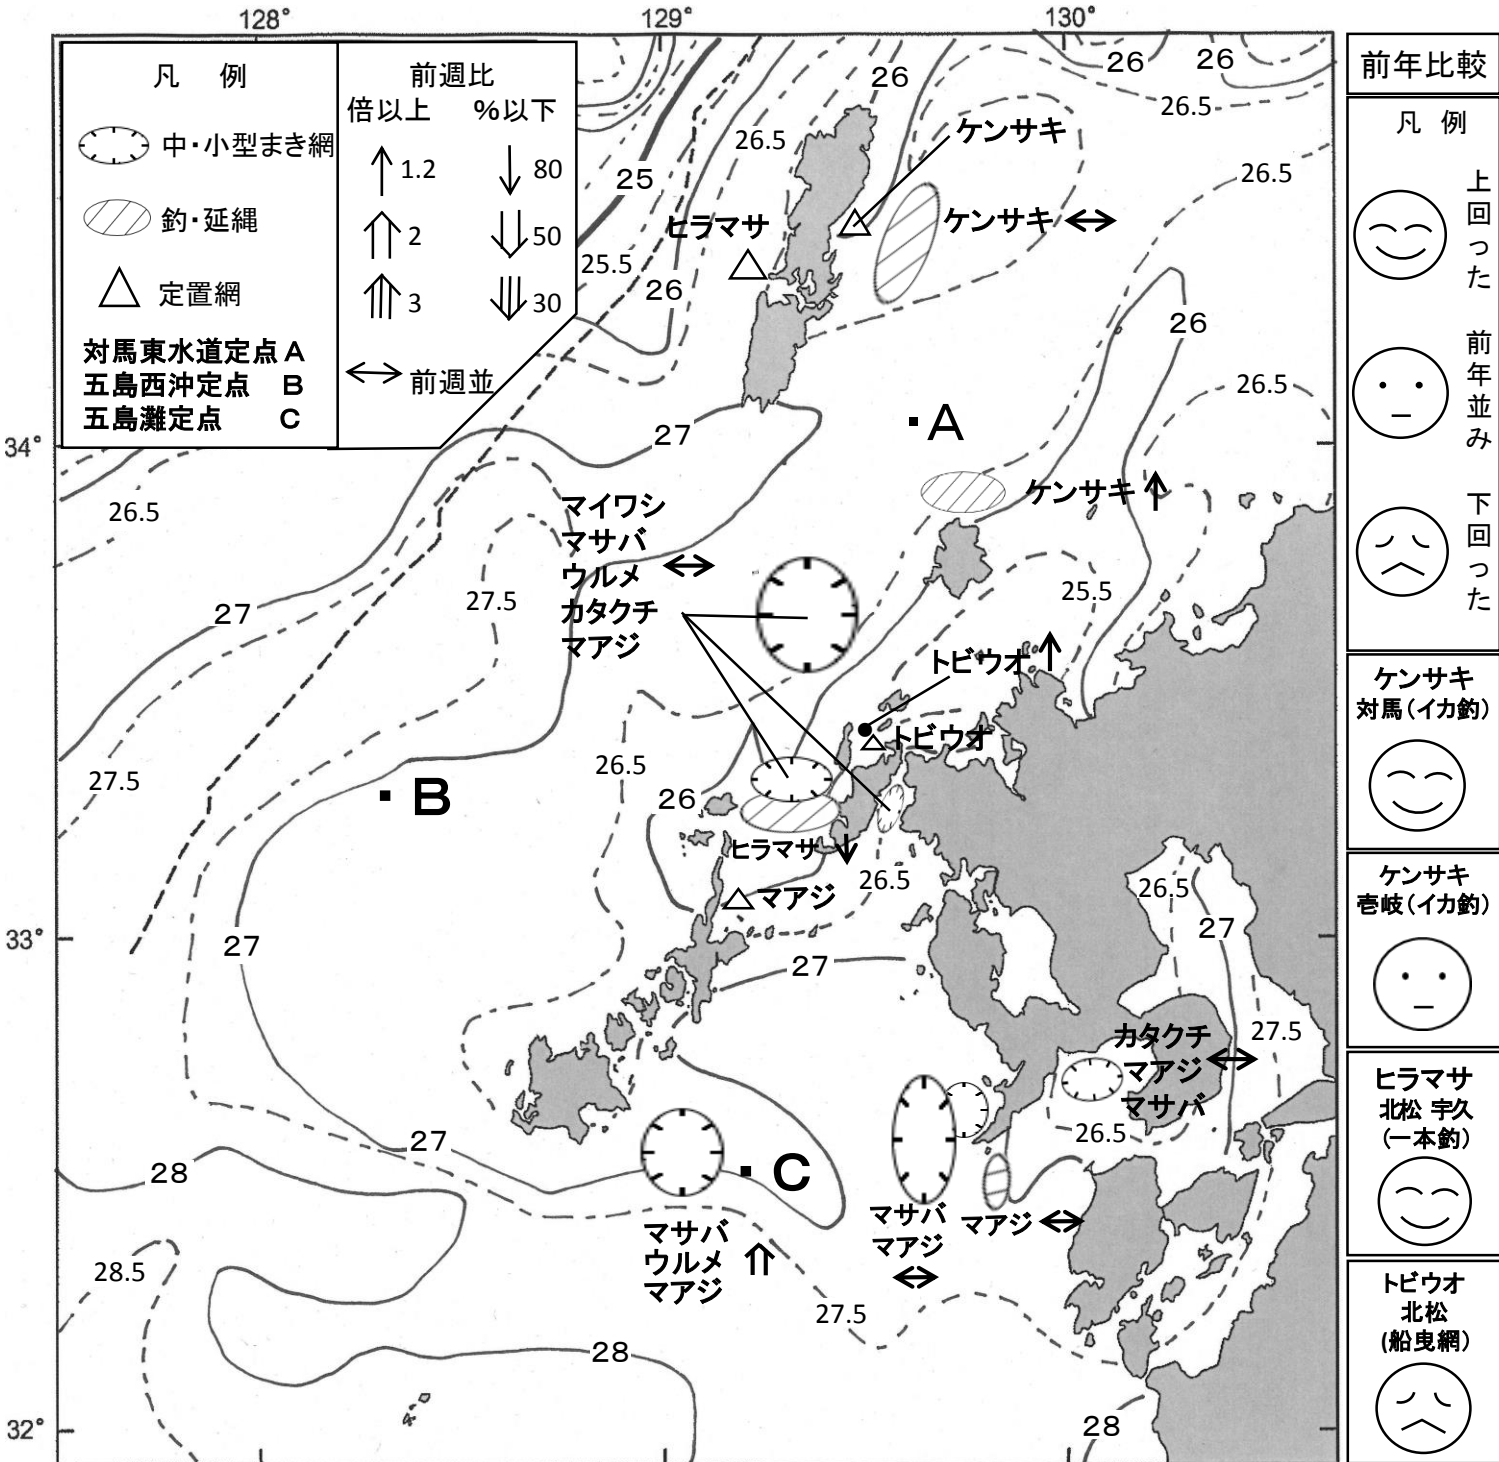 128°
129°
130°
34°
33°
32°
凡 例
中・小型まき網
釣・延縄
定置網
対馬東水道定点 A
五島西沖定点 B
五島灘定点 C
前週比
倍以上 %以下
1.2 80
2 50
3 30
前週並
26
26
26
26.5
26.5
ケンサキ
26.5
25
ヒラマサ
ケンサキ
25.5
26
26
26.5
27
A
ケンサキ
26.5
マイワシ
マサバ
ウルメ
カタクチ
マアジ
27.5
27
25.5
トビウオ
トビウオ
27.5
26.5
B
26
ヒラマサ
26.5
マアジ
26.5
27
27
27
27.5
カタクチ
マアジ
マサバ
26.5
27
28
C
マサバ
ウルメ
マアジ
マサバ
マアジ
マアジ
28.5
27.5
28
28
前年比較
凡 例
上回った
前年並み
下回った
ケンサキ
対馬(イカ釣)
ケンサキ
壱岐(イカ釣)
ヒラマサ
北松 宇久
(一本釣)
トビウオ
北松
(船曳網)